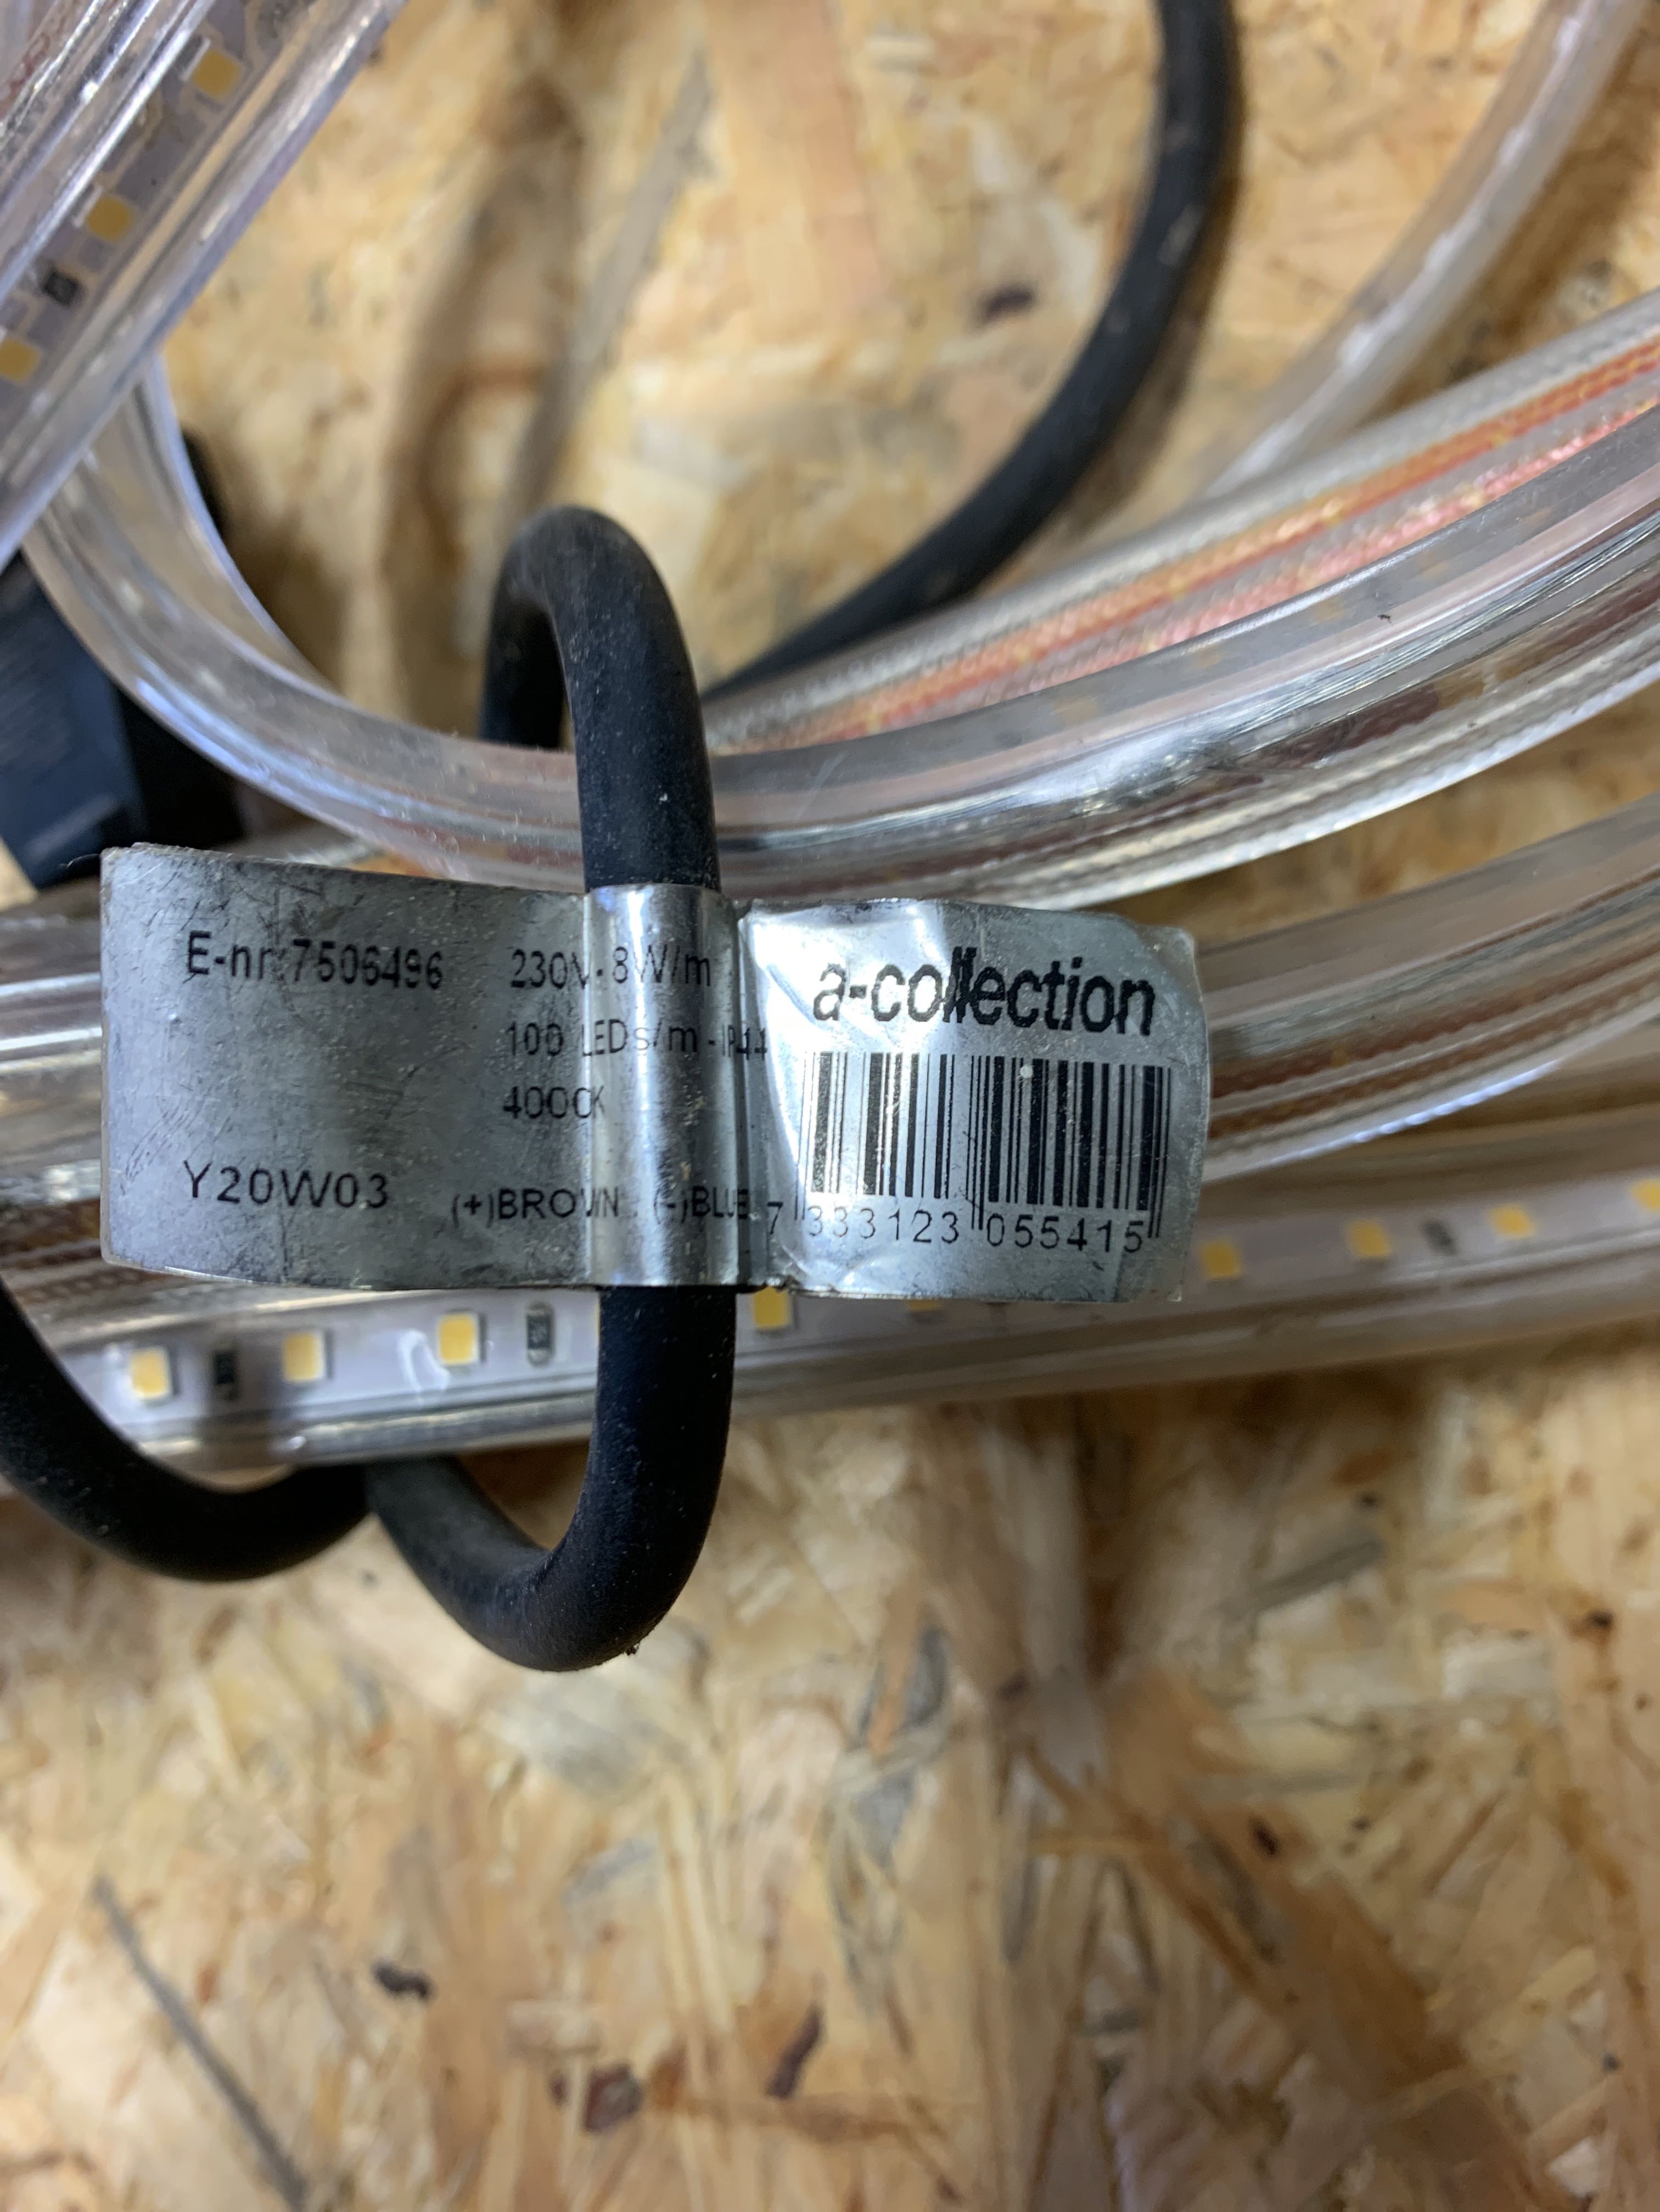 E-nr:7506496
230V-8W/m
100 LEDs/m - IP44
4000K
Y20W03
(+)BROWN (-)BLUE
a-collection
7 333123 055415